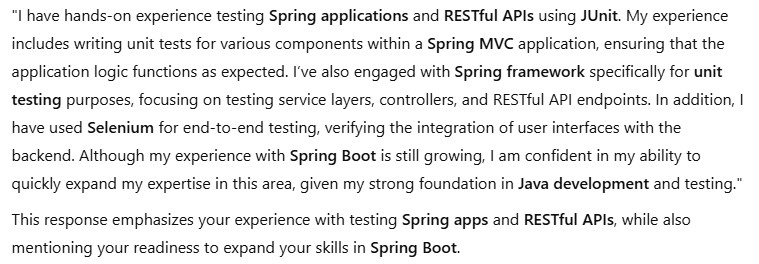 "I have hands-on experience testing Spring applications and RESTful APIs using JUnit. My experience
includes writing unit tests for various components within a Spring MVC application, ensuring that the
application logic functions as expected. I've also engaged with Spring framework specifically for unit
testing purposes, focusing on testing service layers, controllers, and RESTful API endpoints. In addition, I
have used Selenium for end-to-end testing, verifying the integration of user interfaces with the
backend. Although my experience with Spring Boot is still growing, I am confident in my ability to
quickly expand my expertise in this area, given my strong foundation in Java development and testing."
This response emphasizes your experience with testing Spring apps and RESTful APIs, while also
mentioning your readiness to expand your skills in Spring Boot.